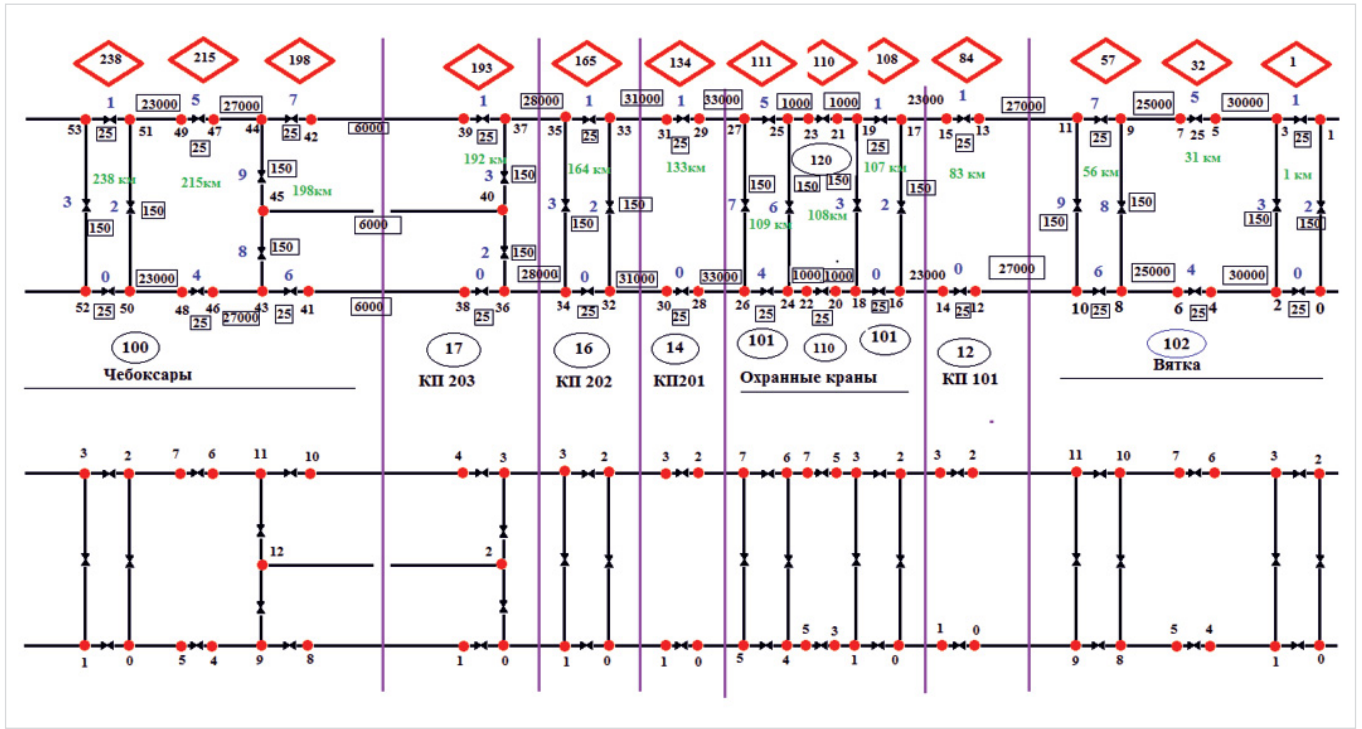 238 215 198 193 165 134 111 110 108 84 57 32 1
1 23000 5 27000 7 1 28000 1 31000 1 33000 5 1000 1000 1 23000 1 27000 7 25000 5 30000 1
53 25 51 49 47 44 25 42 6000 39 25 37 35 25 33 31 29 27 25 23 21 19 17 15 13 11 25 9 7 25 5 3 25 1
25 25 25 25
120
9 150 192 км 164 км 133км 107 км 83 км 56 км 31 км
238 км 215км 198км 3 150 1 км
45 40 150 150 150 150
3 2 150 6000 3 2 150 7 6 3 2 9 8 150 3 2
150 150 109 км 108км 150 150 150
8 150 2 150
0 23000 4 6 0 28000 0 31000 0 33000 4 1000 1000 0 23000 0 27000 6 25000 4 30000 0
52 25 50 48 46 43 25 41 6000 38 36 34 25 32 30 28 26 25 24 22 20 18 25 16 14 25 12 10 25 8 6 25 4 2 25 0
25 27000 25 25 25
100 17 16 14 101 110 101 12 102
Чебоксары КП 203 КП 202 КП201 Охранные краны КП 101 Вятка
3 2 7 6 11 10 4 3 3 2 3 2 7 6 7 5 3 2 3 2 11 10 7 6 3 2
12 2
1 0 5 4 9 8 1 0 1 0 1 0 5 4 5 3 1 0 1 0 9 8 5 4 1 0